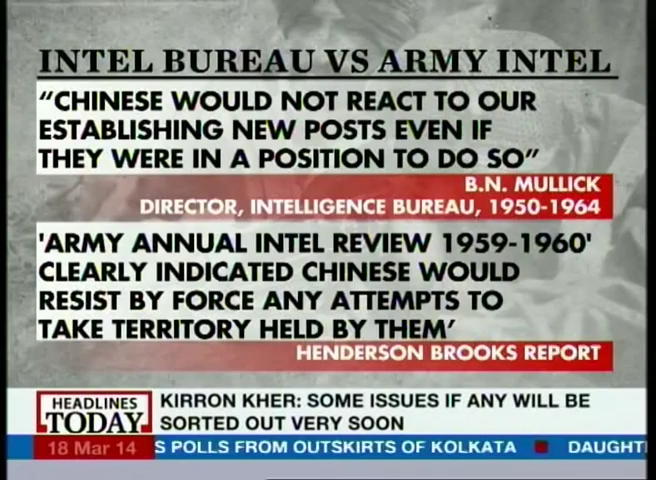 INTEL BUREAU VS ARMY INTEL
"CHINESE WOULD NOT REACT TO OUR
ESTABLISHING NEW POSTS EVEN IF
THEY WERE IN A POSITION TO DO SO"
B.N. MULLICK
DIRECTOR, INTELLIGENCE BUREAU, 1950-1964
'ARMY ANNUAL INTEL REVIEW 1959-1960'
CLEARLY INDICATED CHINESE WOULD
RESIST BY FORCE ANY ATTEMPTS TO
TAKE TERRITORY HELD BY THEM'
HENDERSON BROOKS REPORT
HEADLINES
TODAY
KIRRON KHER: SOME ISSUES IF ANY WILL BE
SORTED OUT VERY SOON
18 Mar 14 S POLLS FROM OUTSKIRTS OF KOLKATA ■ DAUGHT